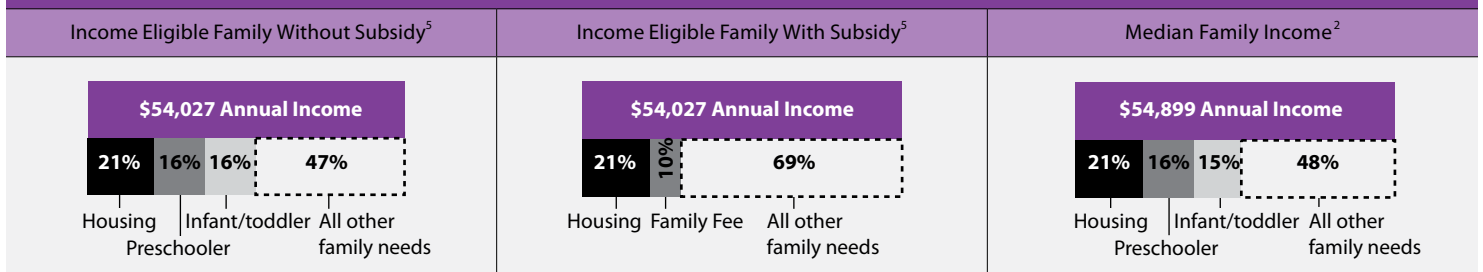 Income Eligible Family Without Subsidy⁵
$54,027 Annual Income
21% 16% 16% 47%
Housing Infant/toddler All other
Preschooler family needs
Income Eligible Family With Subsidy⁵
$54,027 Annual Income
21% 10% 69%
Housing Family Fee All other
family needs
Median Family Income²
$54,899 Annual Income
21% 16% 15% 48%
Housing Infant/toddler All other
Preschooler family needs